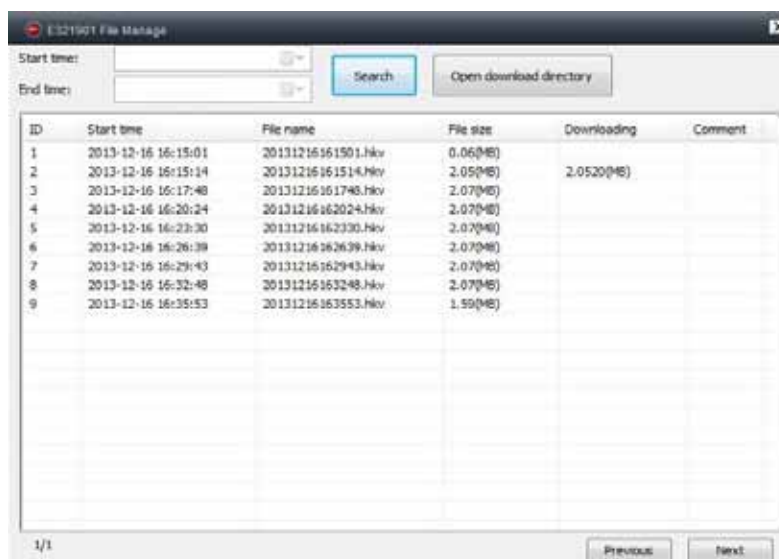 E321901 File Manage
Start time:
End time:
Search
Open download directory
ID Start time File name File size Downloading Comment
1 2013-12-16 16:15:01 20131216161501.hkv 0.06(MB)
2 2013-12-16 16:15:14 20131216161514.hkv 2.05(MB) 2.0520(MB)
3 2013-12-16 16:17:48 20131216161748.hkv 2.07(MB)
4 2013-12-16 16:20:24 20131216162024.hkv 2.07(MB)
5 2013-12-16 16:23:30 20131216162330.hkv 2.07(MB)
6 2013-12-16 16:26:39 20131216162639.hkv 2.07(MB)
7 2013-12-16 16:29:43 20131216162943.hkv 2.07(MB)
8 2013-12-16 16:32:48 20131216163248.hkv 2.07(MB)
9 2013-12-16 16:35:53 20131216163553.hkv 1.59(MB)
1/1
Previous
Next